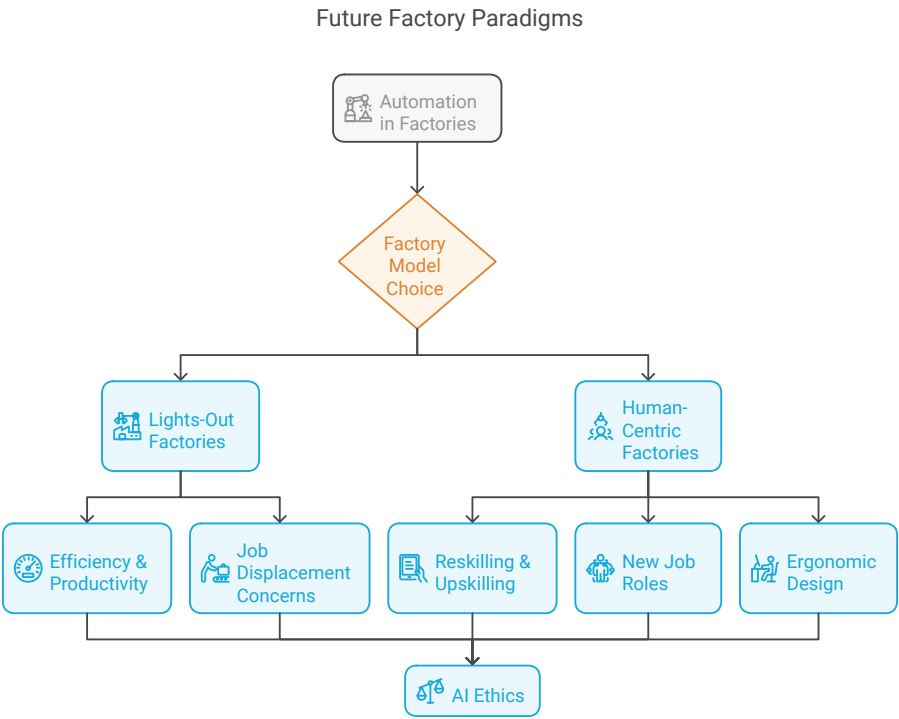 Future Factory Paradigms
Automation
in Factories
Factory
Model
Choice
Lights-Out
Factories
Human-
Centric
Factories
Efficiency &
Productivity
Job
Displacement
Concerns
Reskilling &
Upskilling
New Job
Roles
Ergonomic
Design
AI Ethics